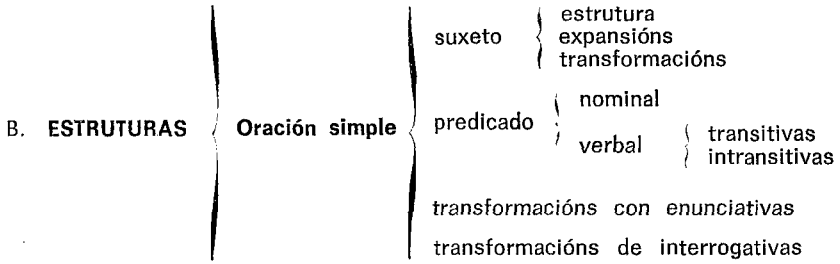 suxeto
estrutura
expansións
transformacións
B. ESTRUTURAS
Oración simple
predicado
nominal
verbal
transitivas
intransitivas
transformacións con enunciativas
transformacións de interrogativas